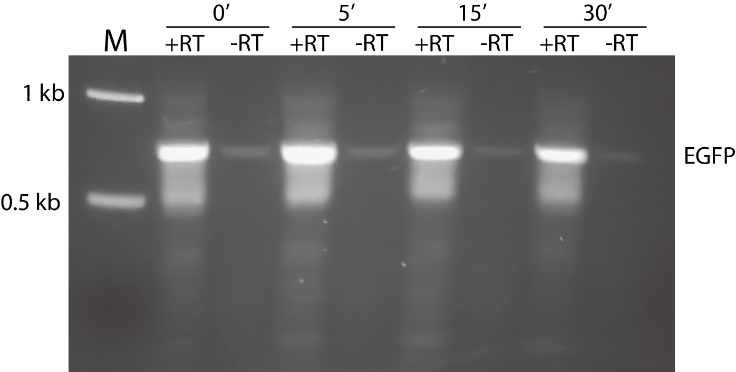 0’ 5’ 15’ 30’
M +RT -RT +RT -RT +RT -RT +RT -RT
1 kb
EGFP
0.5 kb